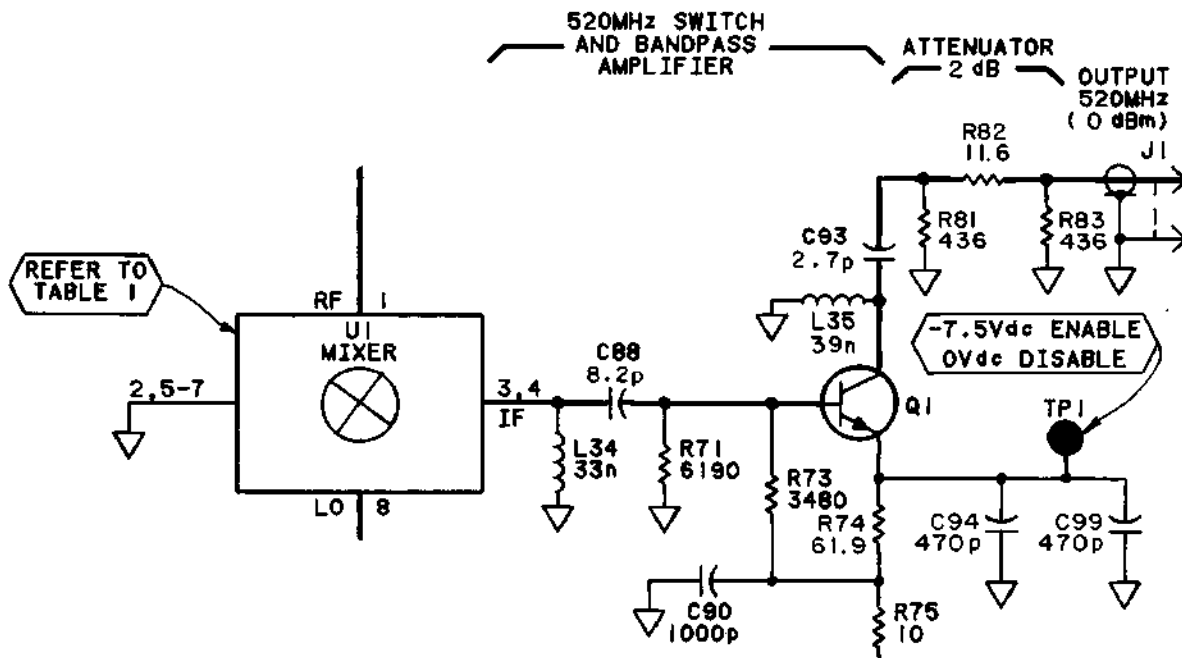 520MHz SWITCH
AND BANDPASS
AMPLIFIER
ATTENUATOR
2 dB
OUTPUT
520MHz
(0 dBm)
J1
R82
11.6
R81
436
R83
436
C93
2.7p
REFER TO
TABLE 1
RF 1
U1
MIXER
L35
39n
-7.5Vdc ENABLE
0Vdc DISABLE
C88
8.2p
2,5-7
3,4
IF
Q1
TP1
L34
33n
R71
6190
R73
3480
R74
61.9
C94
470p
C99
470p
LO 8
C90
1000p
R75
10